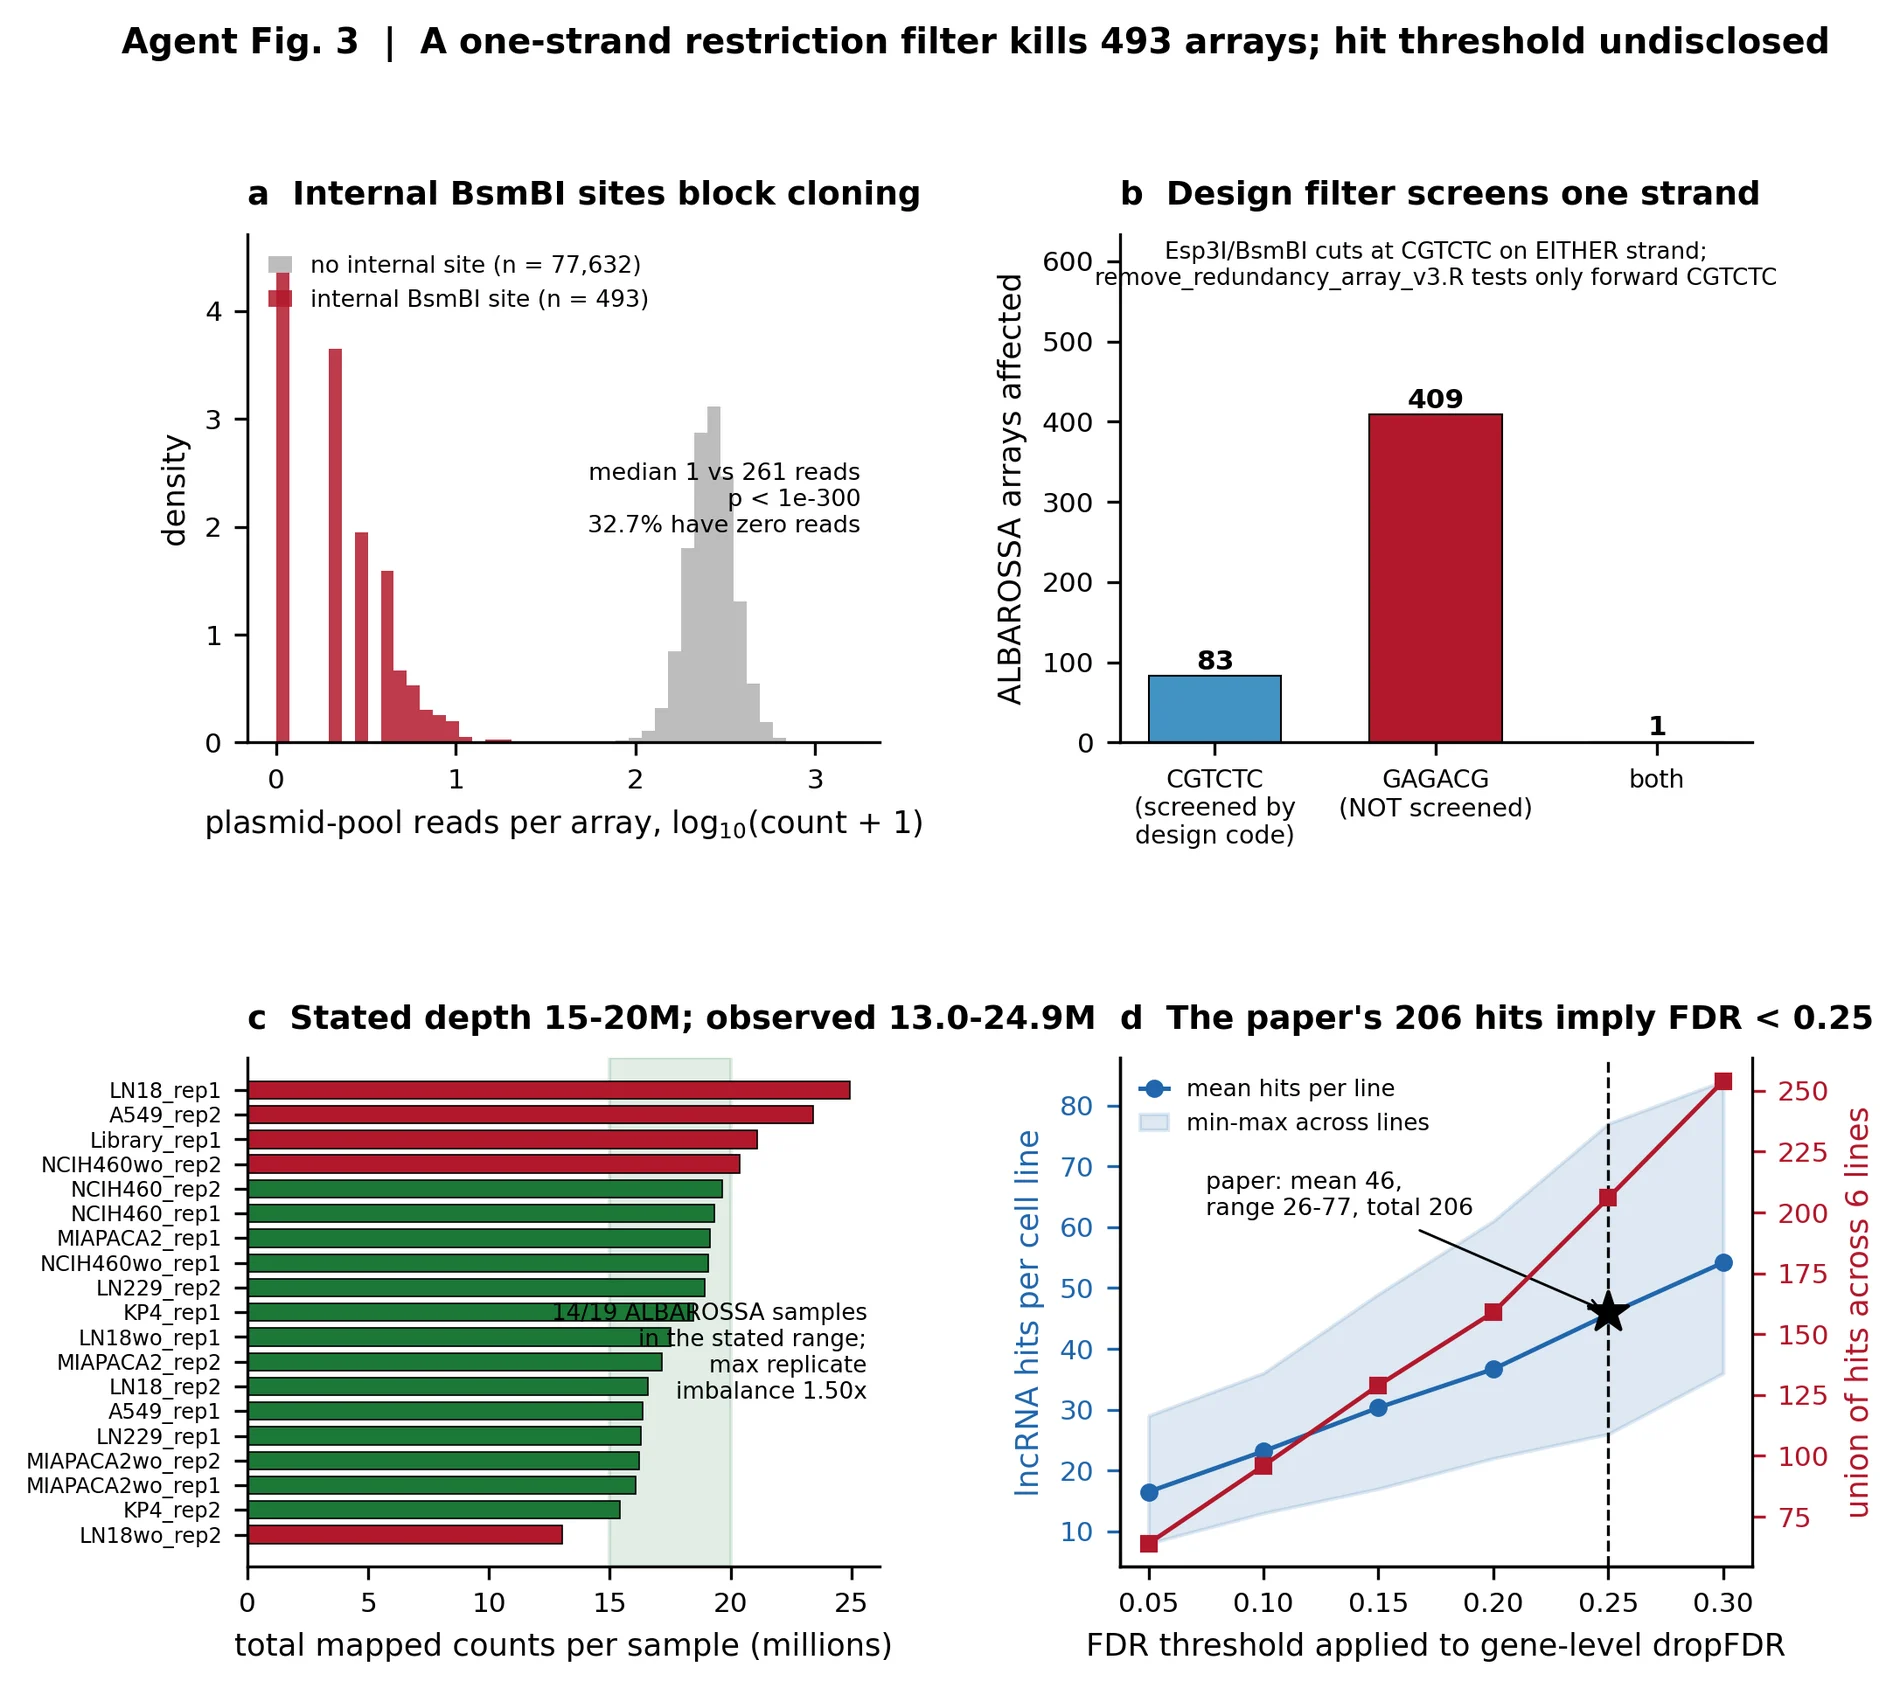 Agent Fig. 3 | A one-strand restriction filter kills 493 arrays; hit threshold undisclosed
a Internal BsmBI sites block cloning
no internal site (n = 77,632)
internal BsmBI site (n = 493)
median 1 vs 261 reads
p < 1e-300
32.7% have zero reads
density
4
3
2
1
0
0 1 2 3
plasmid-pool reads per array, log10(count + 1)
b Design filter screens one strand
Esp3I/BsmBI cuts at CGTCTC on EITHER strand;
remove_redundancy_array_v3.R tests only forward CGTCTC
ALBAROSSA arrays affected
600
500
400
300
200
100
0
83
409
1
CGTCTC
(screened by
design code)
GAGACG
(NOT screened)
both
c Stated depth 15-20M; observed 13.0-24.9M
LN18_rep1
A549_rep2
Library_rep1
NCIH460wo_rep2
NCIH460_rep2
NCIH460_rep1
MIAPACA2_rep1
NCIH460wo_rep1
LN229_rep2
KP4_rep1
LN18wo_rep1
MIAPACA2_rep2
LN18_rep2
A549_rep1
LN229_rep1
MIAPACA2wo_rep2
MIAPACA2wo_rep1
KP4_rep2
LN18wo_rep2
14/19 ALBAROSSA samples
in the stated range;
max replicate
imbalance 1.50x
0 5 10 15 20 25
total mapped counts per sample (millions)
d The paper's 206 hits imply FDR < 0.25
mean hits per line
min-max across lines
paper: mean 46,
range 26-77, total 206
lncRNA hits per cell line
80
70
60
50
40
30
20
10
250
225
200
175
150
125
100
75
union of hits across 6 lines
0.05 0.10 0.15 0.20 0.25 0.30
FDR threshold applied to gene-level dropFDR